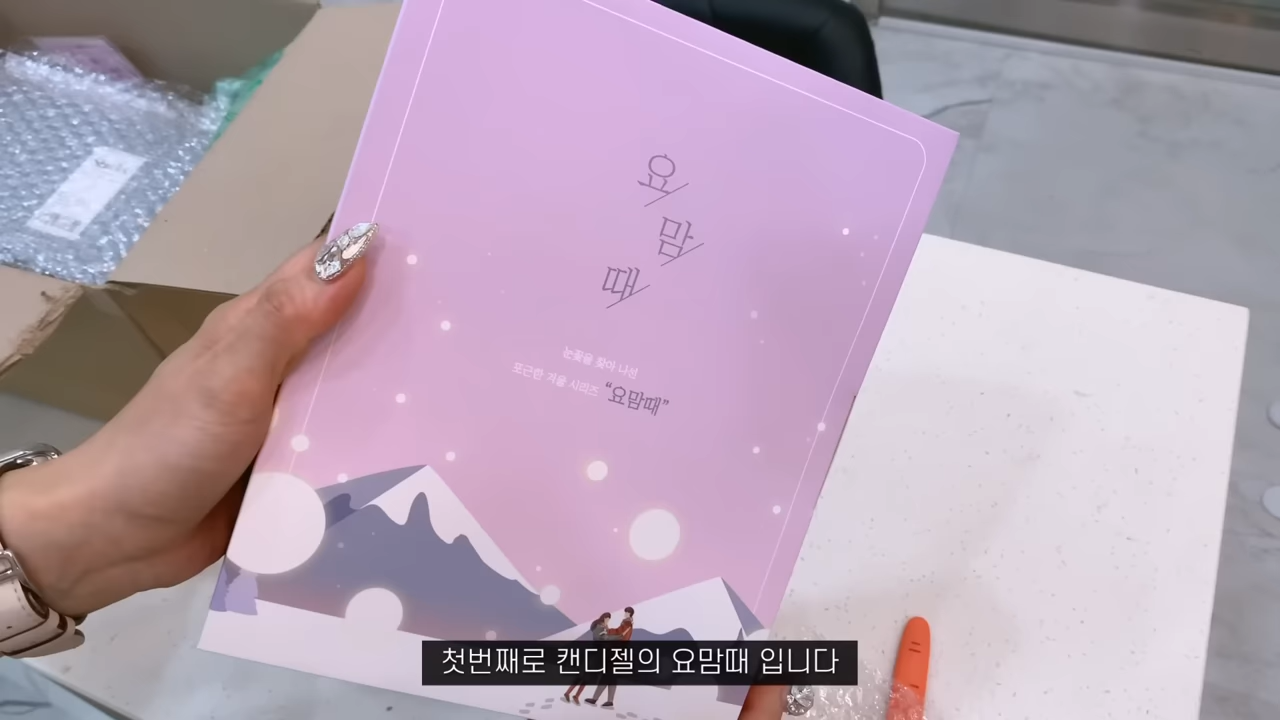 요
맘
때
눈꽃을 찾아 나선
포근한 겨울 시리즈 “요맘때”
첫번째로 캔디젤의 요맘때 입니다